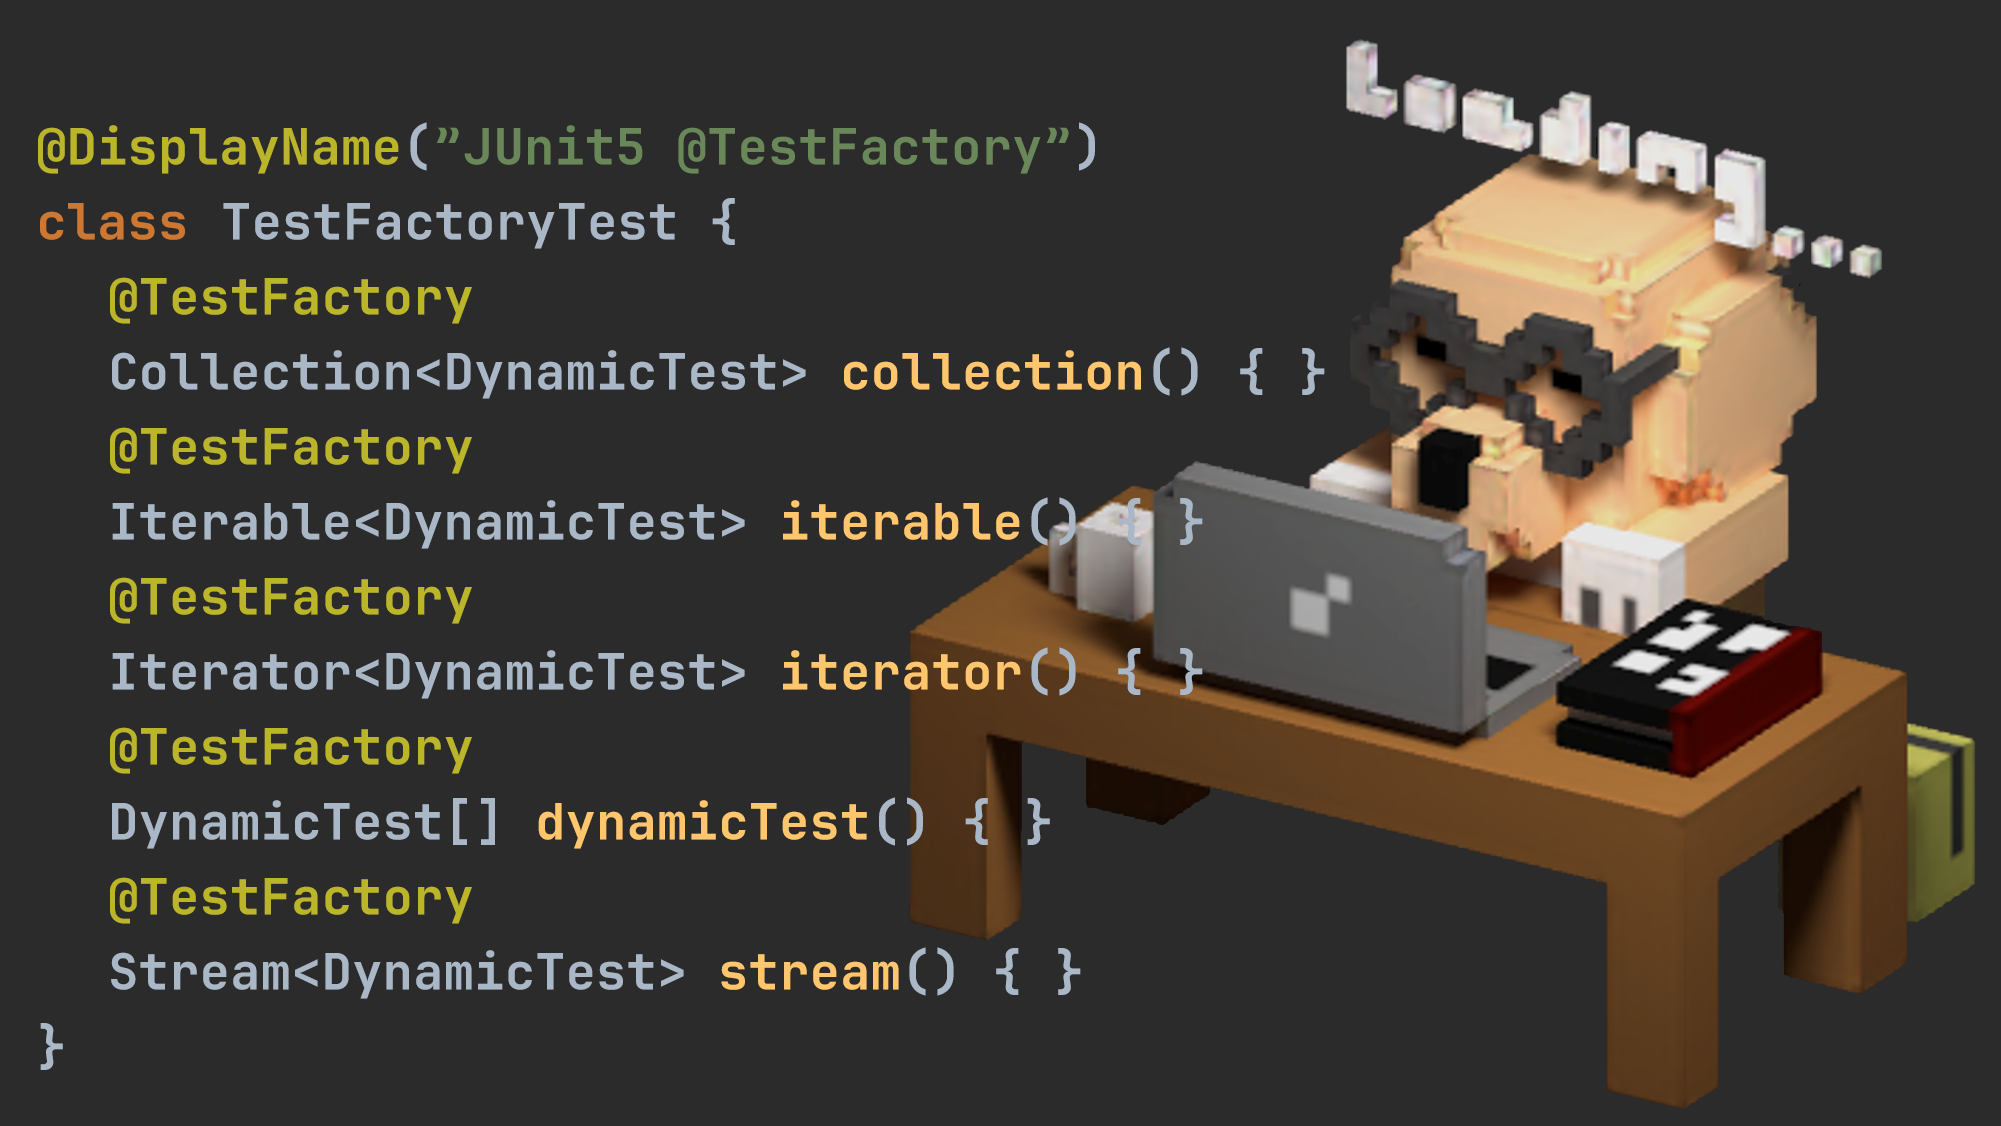 Loading...
@DisplayName(”JUnit5 @TestFactory”)
class TestFactoryTest {
@TestFactory
Collection<DynamicTest> collection() { }
@TestFactory
Iterable<DynamicTest> iterable() { }
@TestFactory
Iterator<DynamicTest> iterator() { }
@TestFactory
DynamicTest[] dynamicTest() { }
@TestFactory
Stream<DynamicTest> stream() { }
}